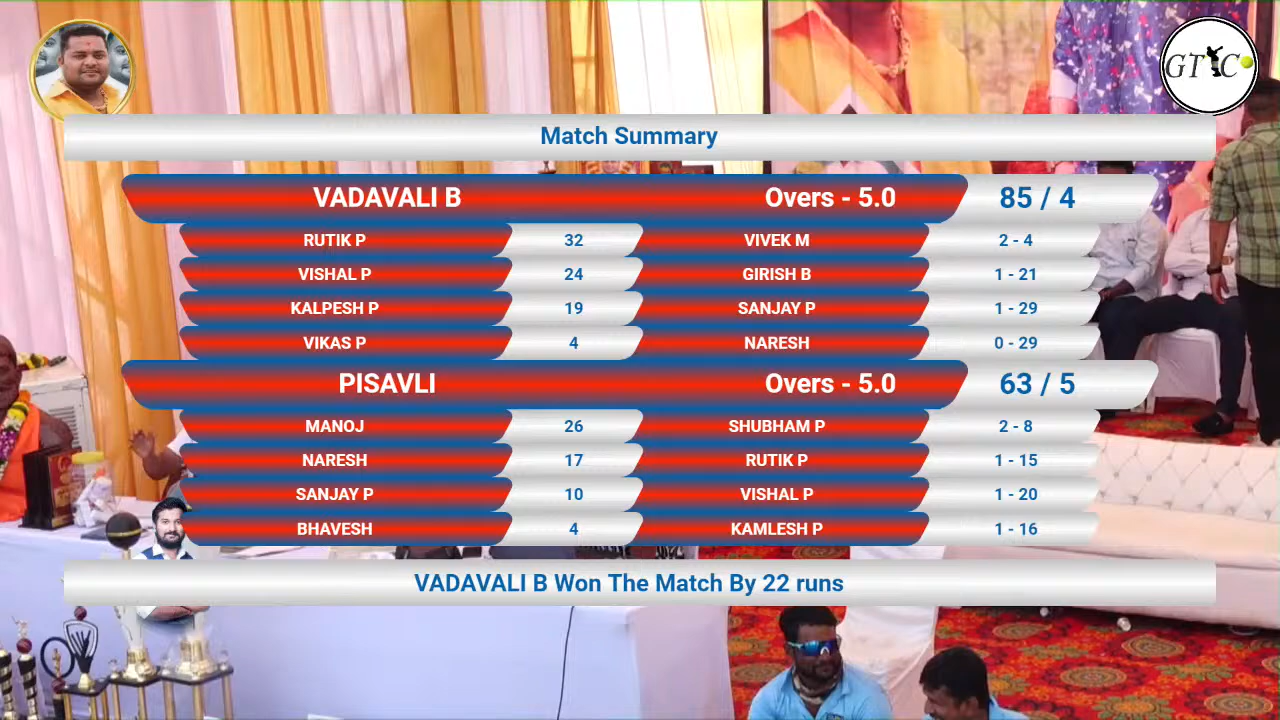 GTC
Match Summary
VADAVALI B Overs - 5.0 85 / 4
RUTIK P 32 VIVEK M 2 - 4
VISHAL P 24 GIRISH B 1 - 21
KALPESH P 19 SANJAY P 1 - 29
VIKAS P 4 NARESH 0 - 29
PISAVLI Overs - 5.0 63 / 5
MANOJ 26 SHUBHAM P 2 - 8
NARESH 17 RUTIK P 1 - 15
SANJAY P 10 VISHAL P 1 - 20
BHAVESH 4 KAMLESH P 1 - 16
VADAVALI B Won The Match By 22 runs